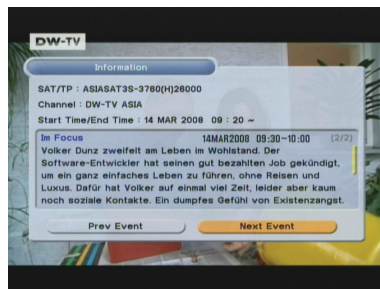 DW-TV
Information
SAT/TP : ASIASAT3S-3760(H)26000
Channel : DW-TV ASIA
Start Time/End Time : 14 MAR 2008 09 : 20 ~
Im Focus 14MAR2008 09:30~10:00 (2/2)
Volker Dunz zweifelt am Leben im Wohlstand. Der
Software-Entwickler hat seinen gut bezahlten Job gekündigt,
um ein ganz einfaches Leben zu führen, ohne Reisen und
Luxus. Dafür hat Volker auf einmal viel Zeit, leider aber kaum
noch soziale Kontakte. Ein dumpfes Gefühl von Existenzangst.
Prev Event Next Event